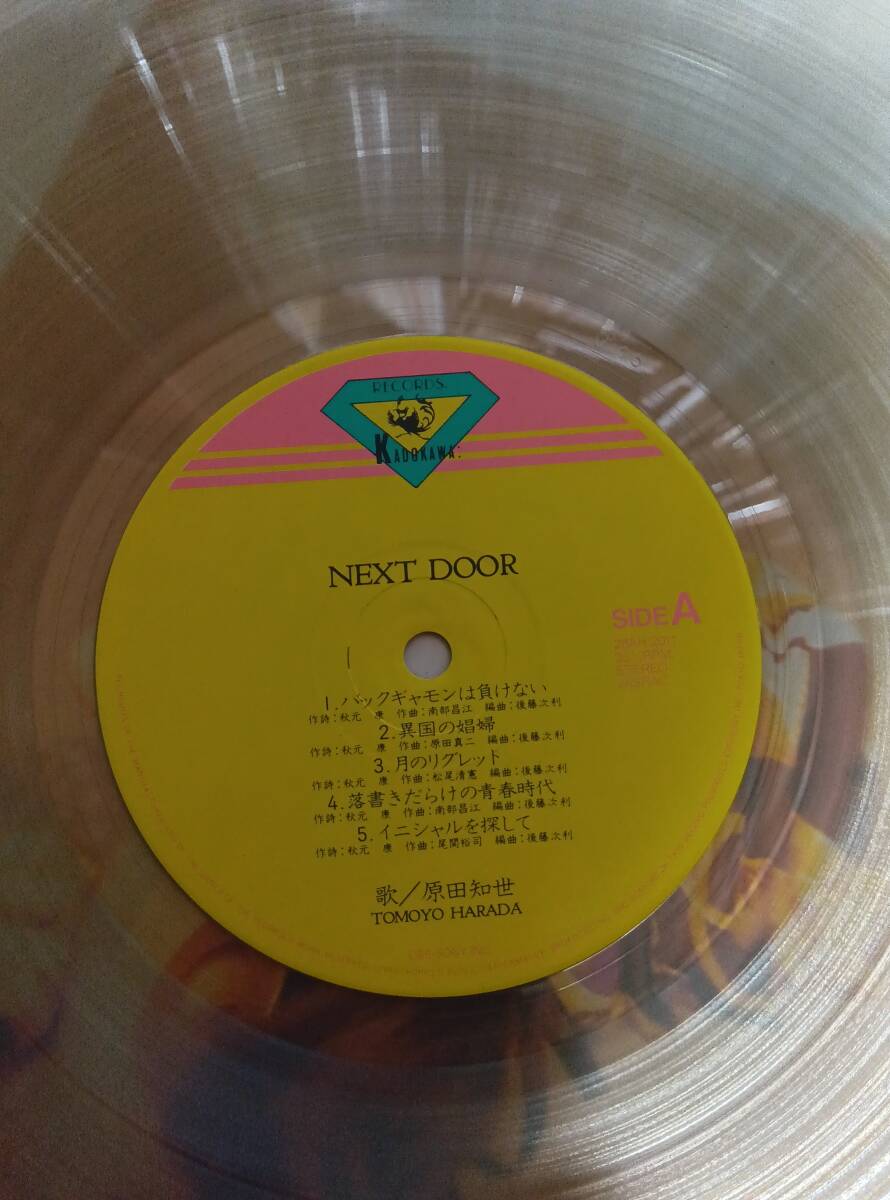 RECORDS.
KADOKAWA:
NEXT DOOR
SIDE A
STEREO
1. バックギャモンは負けない
作詩:秋元 康 作曲:南部昌江 編曲:後藤次利
2. 異国の娼婦
作詩:秋元 康 作曲:原田真二 編曲:後藤次利
3. 月のリグレット
作詩:秋元 康 作曲:松尾清憲 編曲:後藤次利
4. 落書きだらけの青春時代
作詩:秋元 康 作曲:南部昌江 編曲:後藤次利
5. イニシャルを探して
作詩:秋元 康 作曲:尾関裕司 編曲:後藤次利
歌/原田知世
TOMOYO HARADA